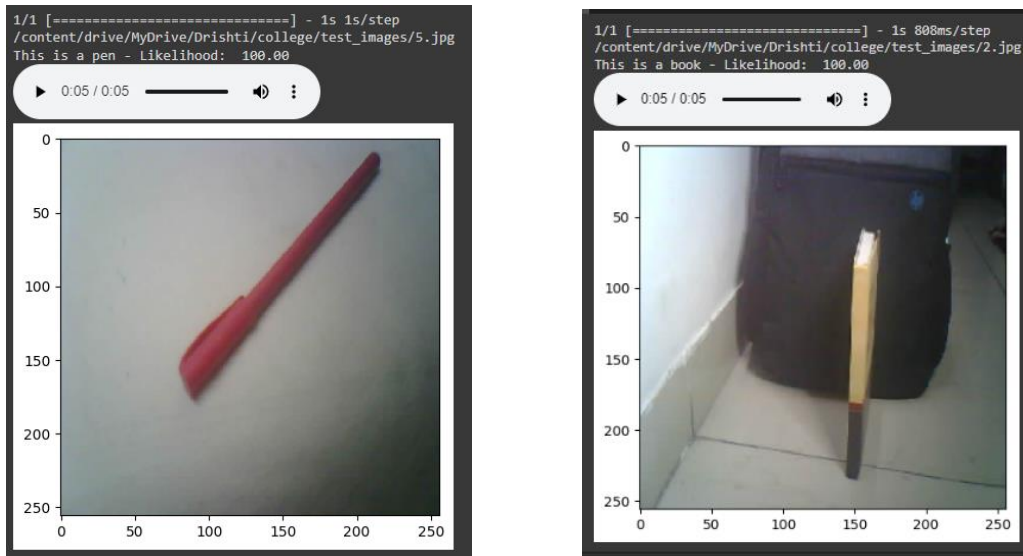 1/1 [==============================] - 1s 1s/step
/content/drive/MyDrive/Drishti/college/test_images/5.jpg
This is a pen - Likelihood: 100.00
0:05 / 0:05
0
50
100
150
200
250
0 50 100 150 200 250
1/1 [==============================] - 1s 808ms/step
/content/drive/MyDrive/Drishti/college/test_images/2.jpg
This is a book - Likelihood: 100.00
0:05 / 0:05
0
50
100
150
200
250
0 50 100 150 200 250